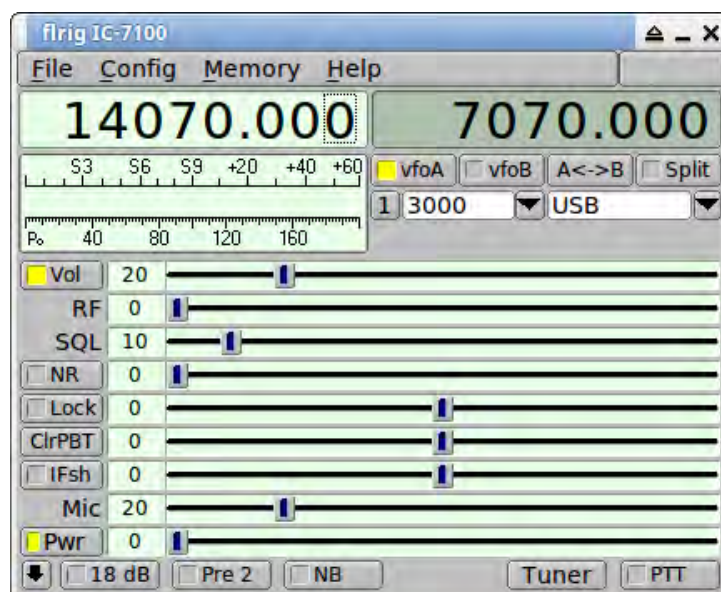 flrig IC-7100
File Config Memory Help
14070.000 7070.000
S3 S6 S9 +20 +40 +60
vfoA vfoB A<->B Split
1 3000 USB
Po 40 80 120 160
Vol 20
RF 0
SQL 10
NR 0
Lock 0
ClrPBT 0
IFsh 0
Mic 20
Pwr 0
18 dB Pre 2 NB Tuner PTT